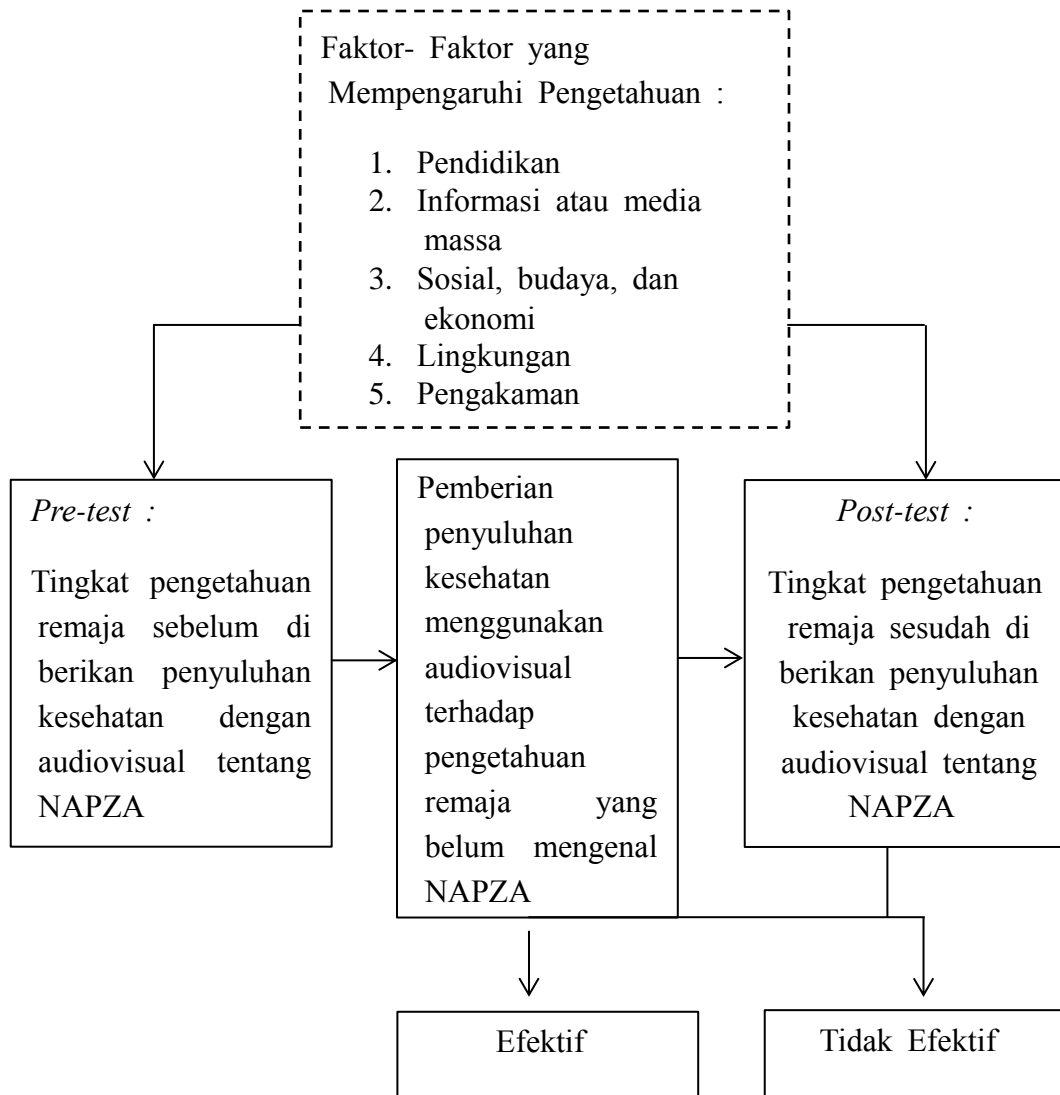 Faktor- Faktor yang
Mempengaruhi Pengetahuan :
1. Pendidikan
2. Informasi atau media
massa
3. Sosial, budaya, dan
ekonomi
4. Lingkungan
5. Pengakaman
Pre-test :
Tingkat pengetahuan
remaja sebelum di
berikan penyuluhan
kesehatan dengan
audiovisual tentang
NAPZA
Pemberian
penyuluhan
kesehatan
menggunakan
audiovisual
terhadap
pengetahuan
remaja yang
belum mengenal
NAPZA
Post-test :
Tingkat pengetahuan
remaja sesudah di
berikan penyuluhan
kesehatan dengan
audiovisual tentang
NAPZA
Efektif
Tidak Efektif